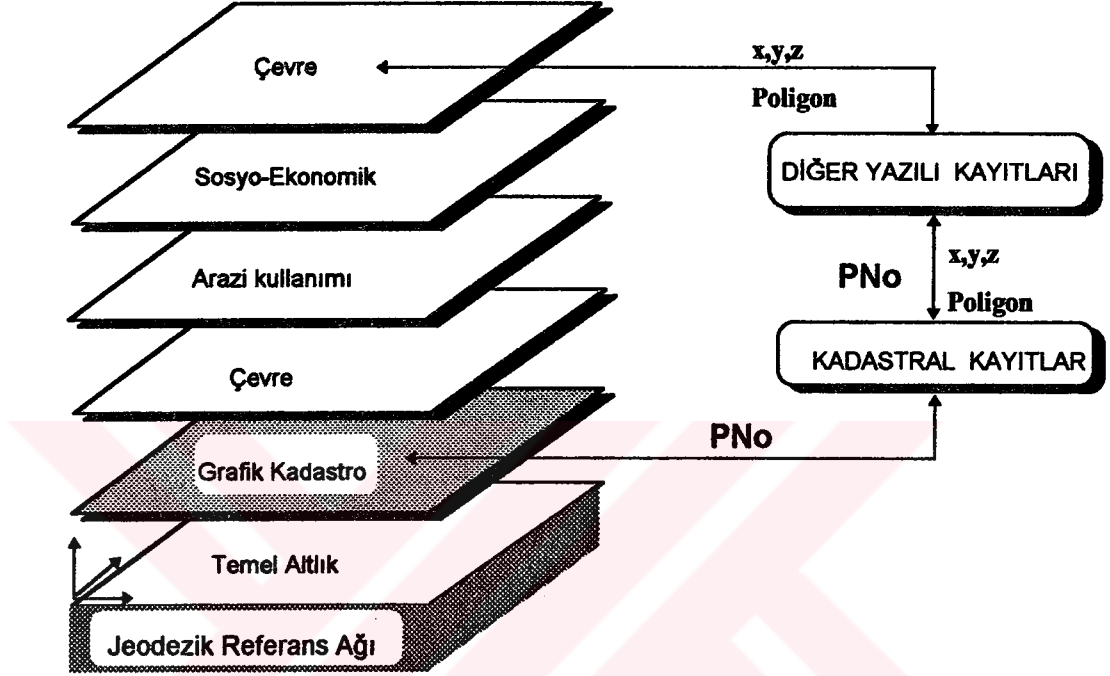 Çevre
Sosyo-Ekonomik
Arazi kullanımı
Çevre
Grafik Kadastro
Temel Altlık
Jeodezik Referans Ağı
x,y,z
Poligon
DİĞER YAZILI KAYITLARI
PNo
x,y,z
Poligon
KADASTRAL KAYITLAR
PNo